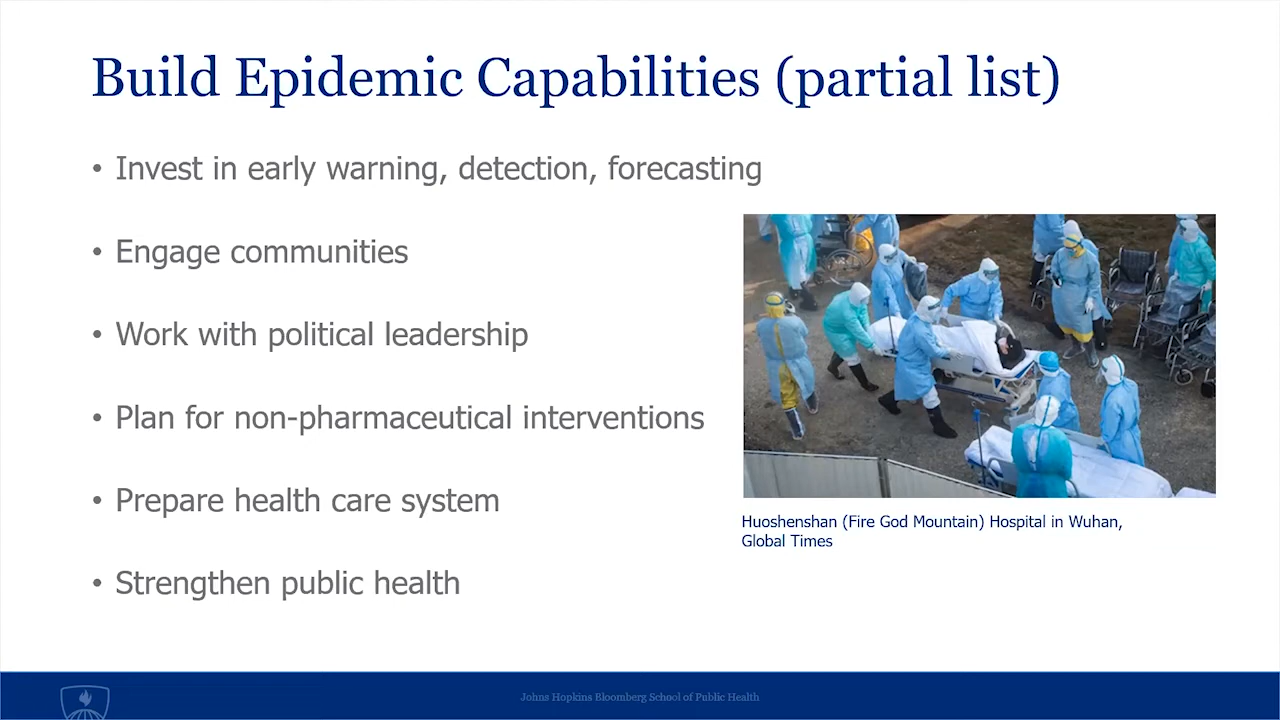 Build Epidemic Capabilities (partial list)
• Invest in early warning, detection, forecasting
• Engage communities
• Work with political leadership
• Plan for non-pharmaceutical interventions
• Prepare health care system
• Strengthen public health
Huoshenshan (Fire God Mountain) Hospital in Wuhan,
Global Times
Johns Hopkins Bloomberg School of Public Health